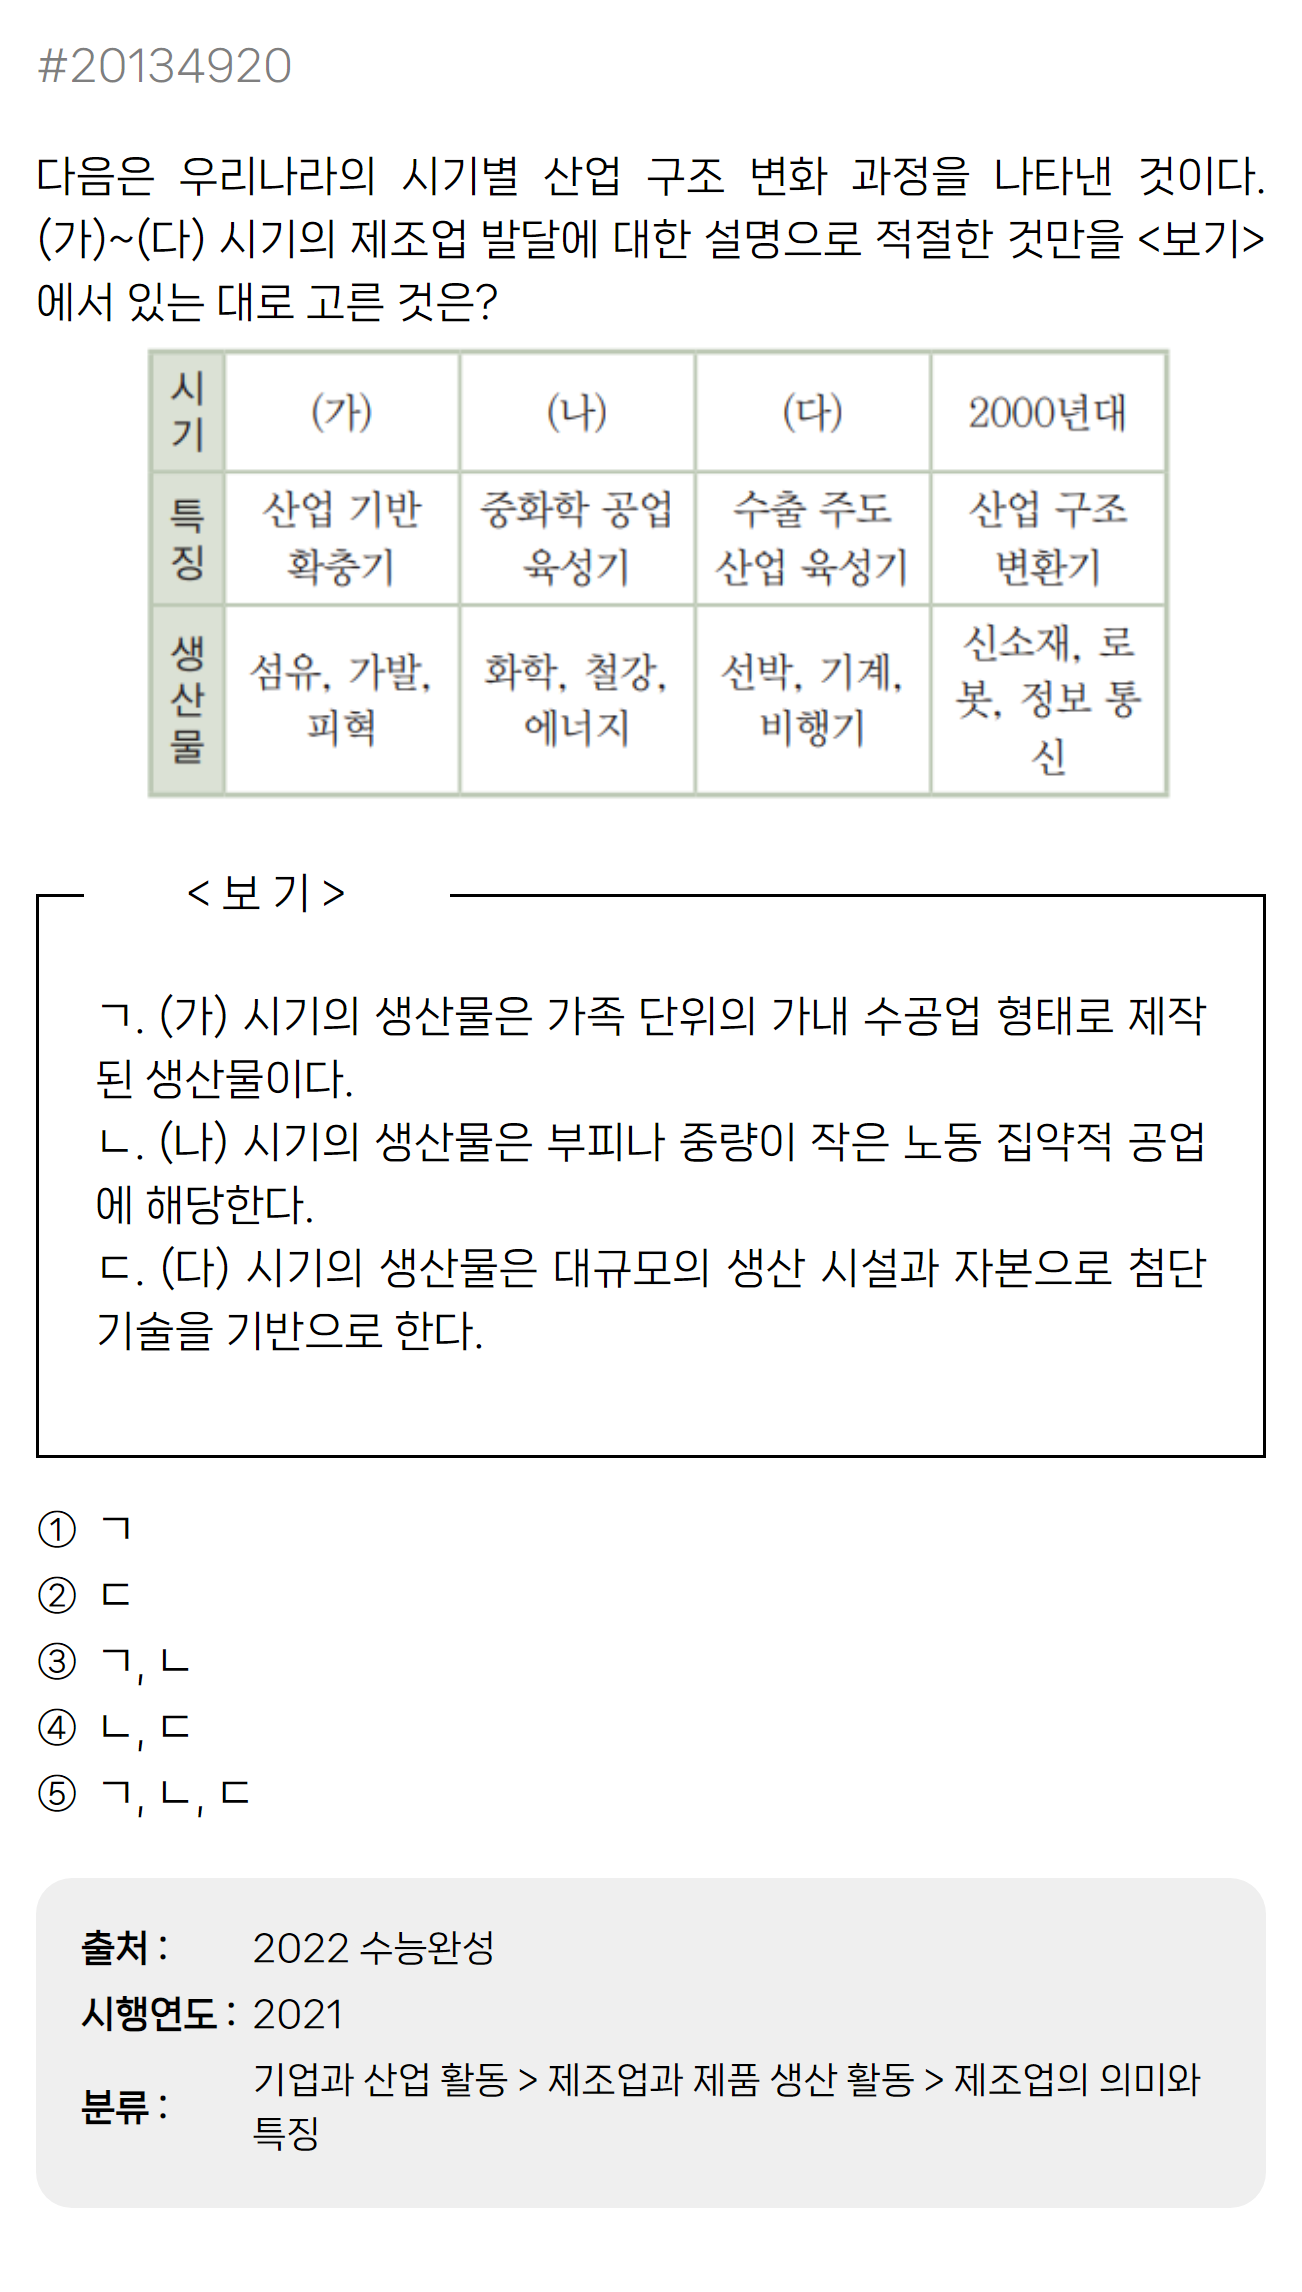 #20134920
다음은 우리나라의 시기별 산업 구조 변화 과정을 나타낸 것이다.
(가)~(다) 시기의 제조업 발달에 대한 설명으로 적절한 것만을 <보기>
에서 있는 대로 고른 것은?
시기 (가) (나) (다) 2000년대
특징 산업 기반 확충기 중화학 공업 육성기 수출 주도 산업 육성기 산업 구조 변환기
생산물 섬유, 가발, 피혁 화학, 철강, 에너지 선박, 기계, 비행기 신소재, 로봇, 정보 통신
< 보 기 >
ㄱ. (가) 시기의 생산물은 가족 단위의 가내 수공업 형태로 제작
된 생산물이다.
ㄴ. (나) 시기의 생산물은 부피나 중량이 작은 노동 집약적 공업
에 해당한다.
ㄷ. (다) 시기의 생산물은 대규모의 생산 시설과 자본으로 첨단
기술을 기반으로 한다.
① ㄱ
② ㄷ
③ ㄱ, ㄴ
④ ㄴ, ㄷ
⑤ ㄱ, ㄴ, ㄷ
출처 : 2022 수능완성
시행연도 : 2021
분류 : 기업과 산업 활동 > 제조업과 제품 생산 활동 > 제조업의 의미와
특징